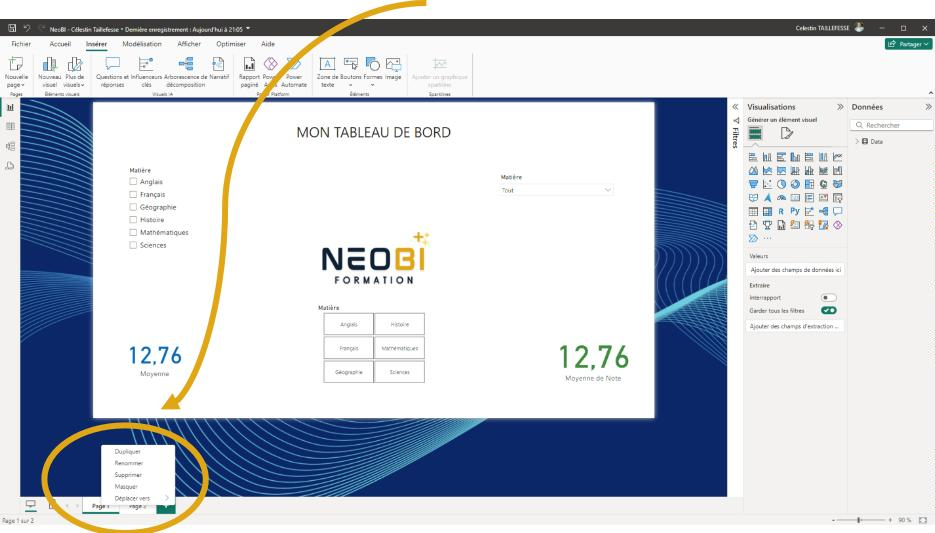 NeoBI - Célestin Taillefesse • Dernière enregistrement : Aujourd'hui à 21:05
Celestin TAILLEFESSE
Fichier Accueil Insérer Modélisation Afficher Optimiser Aide
Partager
Nouvelle page
Nouveau visuel
Plus de visuels
Questions et réponses
Influenceurs clés
Arborescence de décomposition
Narratif
Rapport paginé
Power
Power Automate
Zone de texte
Boutons
Formes
Image
Ajouter un graphique sparkline
Pages
Éléments visuels
Visuels IA
Platform
Éléments
Sparklines
MON TABLEAU DE BORD
Matière
Anglais
Français
Géographie
Histoire
Mathématiques
Sciences
Matière
Tout
NEOBI
FORMATION
Matière
Anglais Histoire
Français Mathématiques
Géographie Sciences
12,76
Moyenne
12,76
Moyenne de Note
Dupliquer
Renommer
Supprimer
Masquer
Déplacer vers
Page 1
Page 2
Filtres
Visualisations
Générer un élément visuel
R Py
Valeurs
Ajouter des champs de données ici
Extraire
Interrapport
Garder tous les filtres
Ajouter des champs d'extraction ...
Données
Rechercher
Data
Page 1 sur 2
90 %